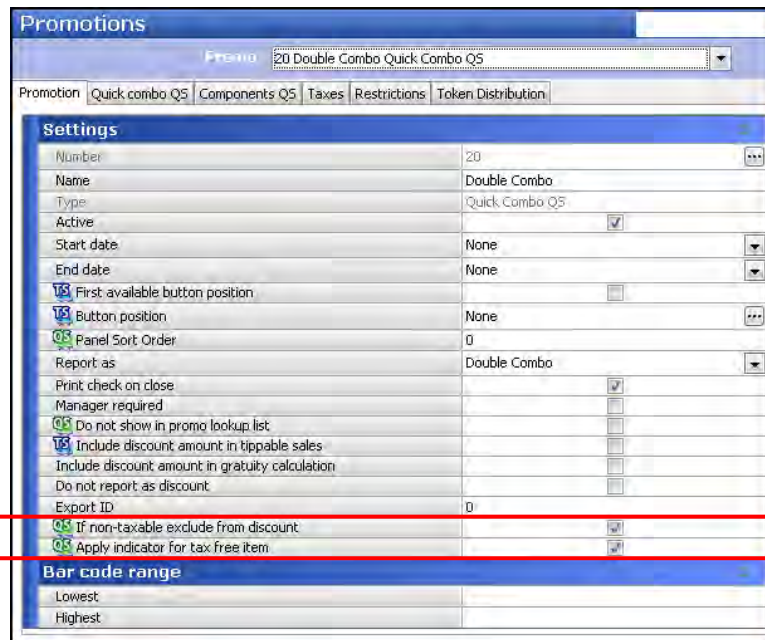 Promotions
Promo 20 Double Combo Quick Combo QS
Promotion Quick combo QS Components QS Taxes Restrictions Token Distribution
Settings
Number 20 ...
Name Double Combo
Type Quick Combo QS
Active
Start date None
End date None
TS First available button position
TS Button position None ...
QS Panel Sort Order 0
Report as Double Combo
Print check on close
Manager required
QS Do not show in promo lookup list
TS Include discount amount in tippable sales
Include discount amount in gratuity calculation
Do not report as discount
Export ID 0
QS If non-taxable exclude from discount
QS Apply indicator for tax free item
Bar code range
Lowest
Highest